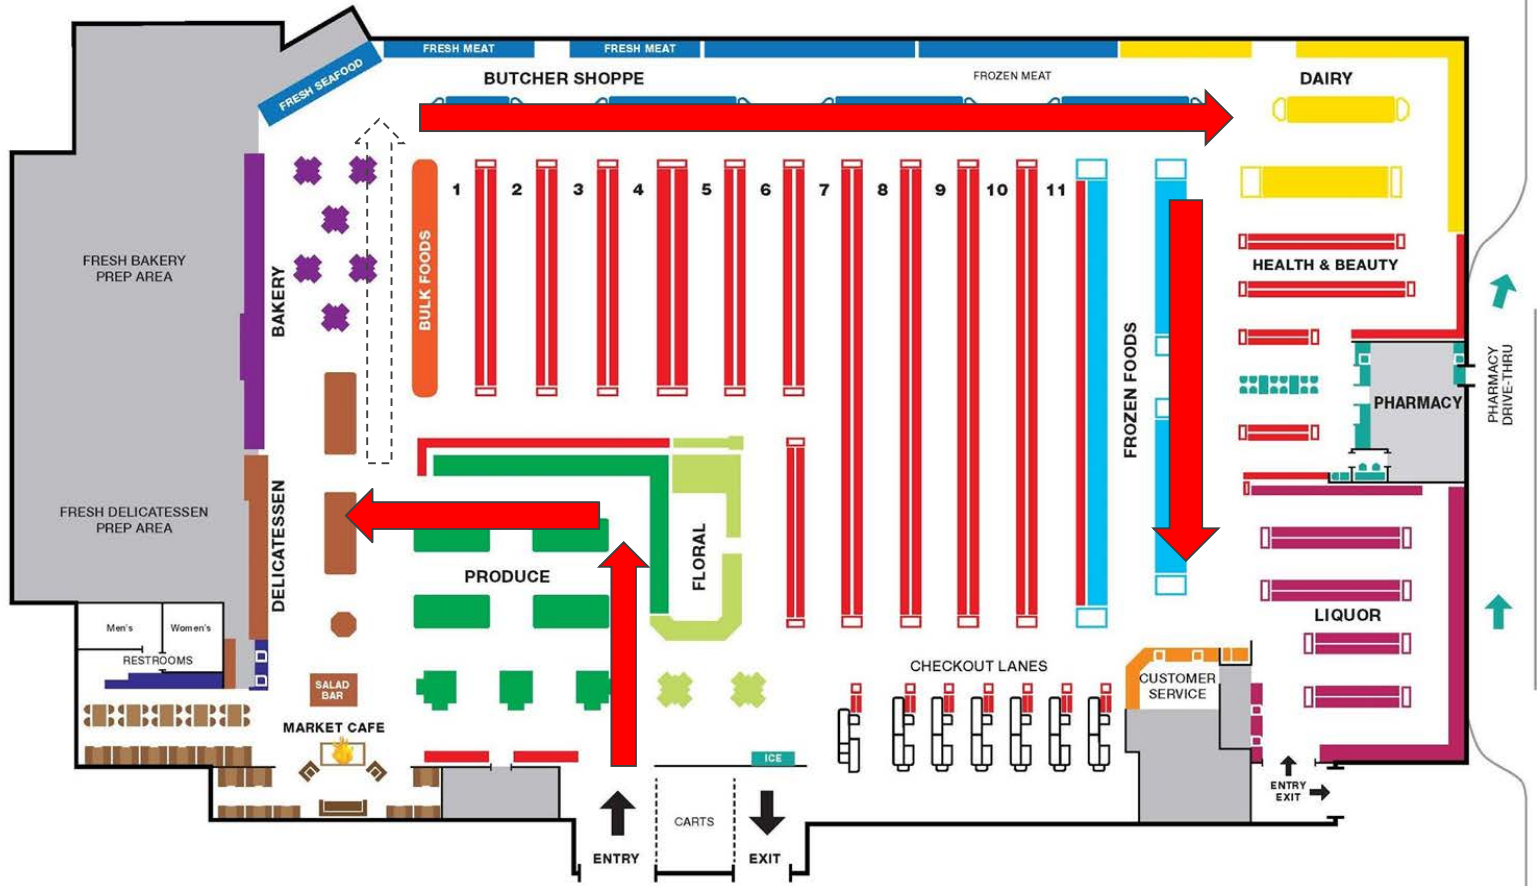 FRESH MEAT
FRESH MEAT
FRESH SEAFOOD
BUTCHER SHOPPE
FROZEN MEAT
DAIRY
1
2
3
4
5
6
7
8
9
10
11
FRESH BAKERY
PREP AREA
BAKERY
BULK FOODS
HEALTH & BEAUTY
FROZEN FOODS
PHARMACY
PHARMACY
DRIVE-THRU
FRESH DELICATESSEN
PREP AREA
DELICATESSEN
PRODUCE
FLORAL
LIQUOR
Men's
Women's
RESTROOMS
SALAD
BAR
CHECKOUT LANES
CUSTOMER
SERVICE
MARKET CAFE
ICE
ENTRY
EXIT
CARTS
ENTRY
EXIT